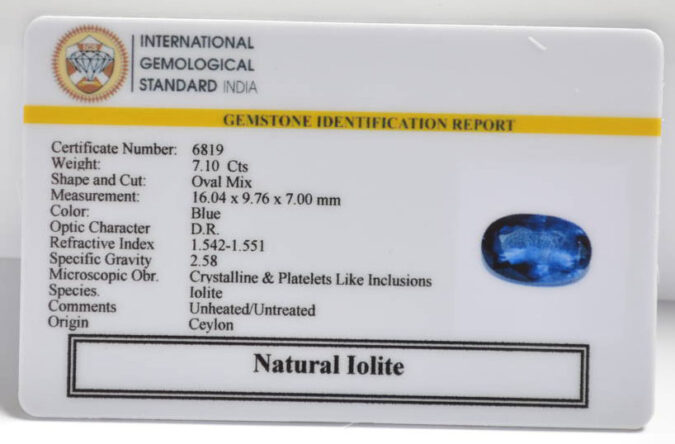 INTERNATIONAL
GEMOLOGICAL
STANDARD INDIA
GEMSTONE IDENTIFICATION REPORT
Certificate Number: 6819
Weight: 7.10 Cts
Shape and Cut: Oval Mix
Measurement: 16.04 x 9.76 x 7.00 mm
Color: Blue
Optic Character D.R.
Refractive Index 1.542-1.551
Specific Gravity 2.58
Microscopic Obr. Crystalline & Platelets Like Inclusions
Species. Iolite
Comments Unheated/Untreated
Origin Ceylon
Natural Iolite